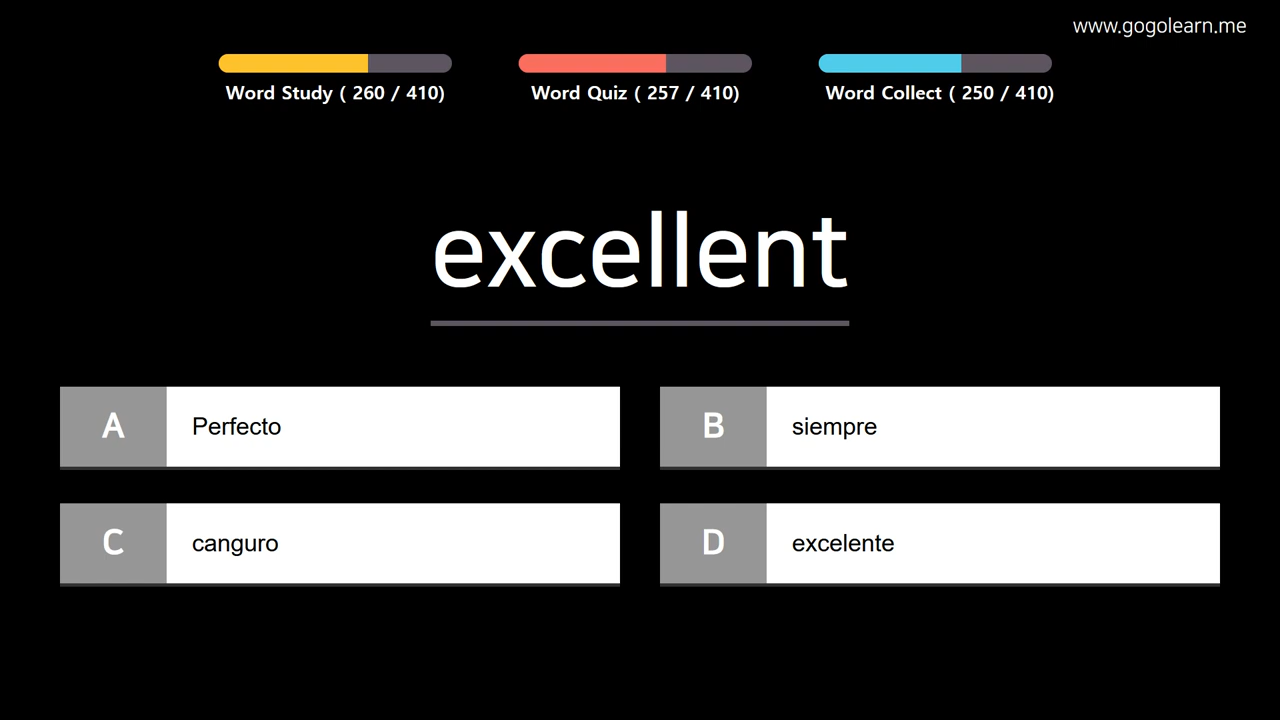 www.gogolearn.me
Word Study ( 260 / 410)
Word Quiz ( 257 / 410)
Word Collect ( 250 / 410)
excellent
A Perfecto
B siempre
C canguro
D excelente